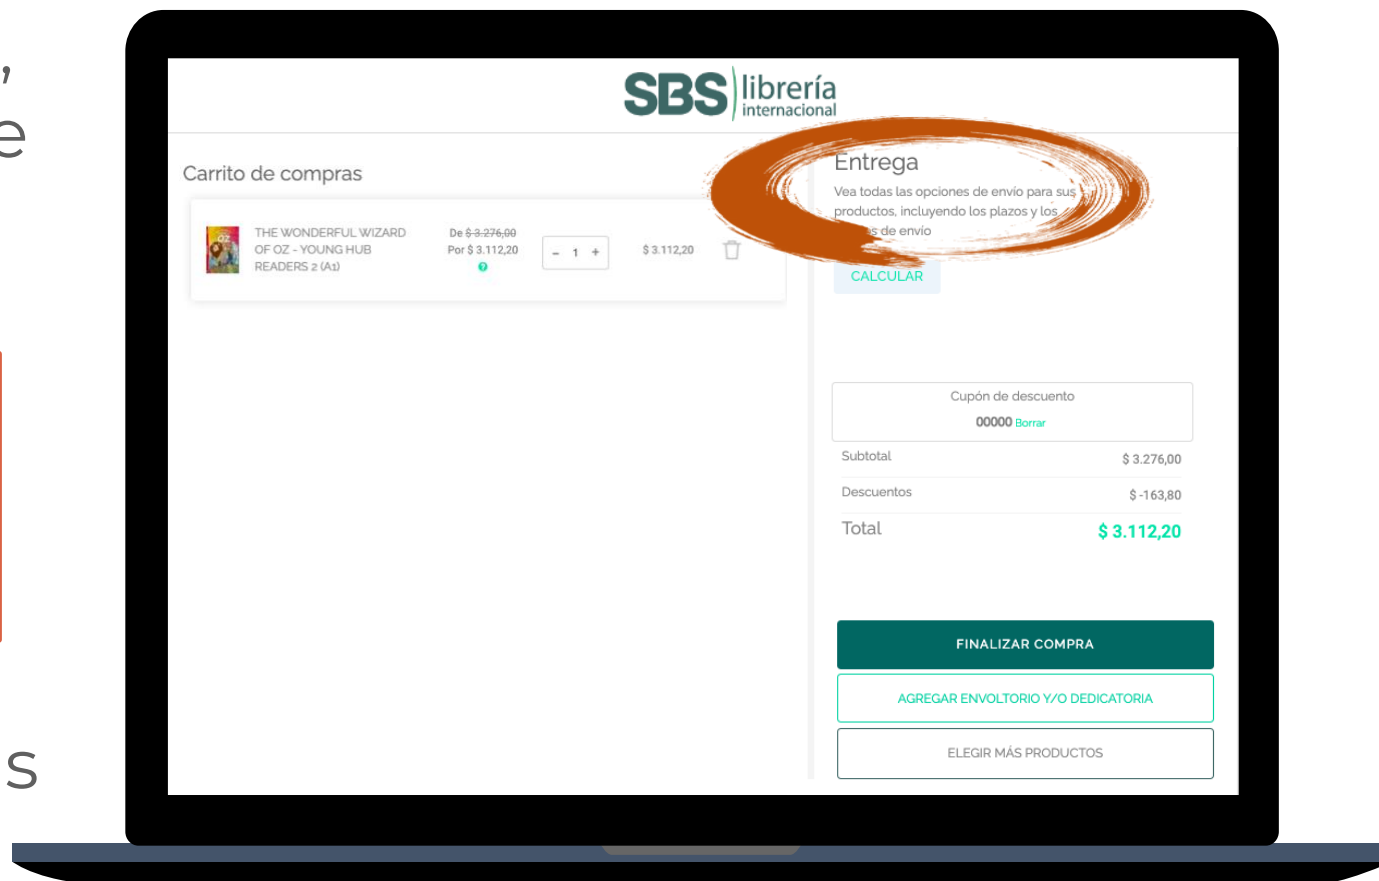 ,
e
s
SBS librería
internacional
Carrito de compras
THE WONDERFUL WIZARD
OF OZ - YOUNG HUB
READERS 2 (A1)
De $ 3.276,00
Por $ 3.112,20
?
- 1 +
$ 3.112,20
Entrega
Vea todas las opciones de envío para sus
productos, incluyendo los plazos y los
de envío
CALCULAR
Cupón de descuento
00000 Borrar
Subtotal $ 3.276,00
Descuentos $ -163,80
Total $ 3.112,20
FINALIZAR COMPRA
AGREGAR ENVOLTORIO Y/O DEDICATORIA
ELEGIR MÁS PRODUCTOS